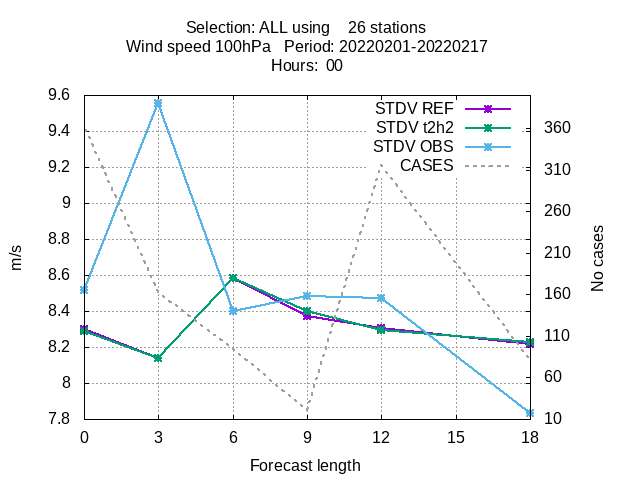 Selection: ALL using    26 stations
Wind speed 100hPa   Period: 20220201-20220217
Hours:  00
STDV REF
STDV t2h2
STDV OBS
CASES
9.6
9.4
9.2
9
8.8
8.6
8.4
8.2
8
7.8
m/s
360
310
260
210
160
110
60
10
No cases
0 3 6 9 12 15 18
Forecast length